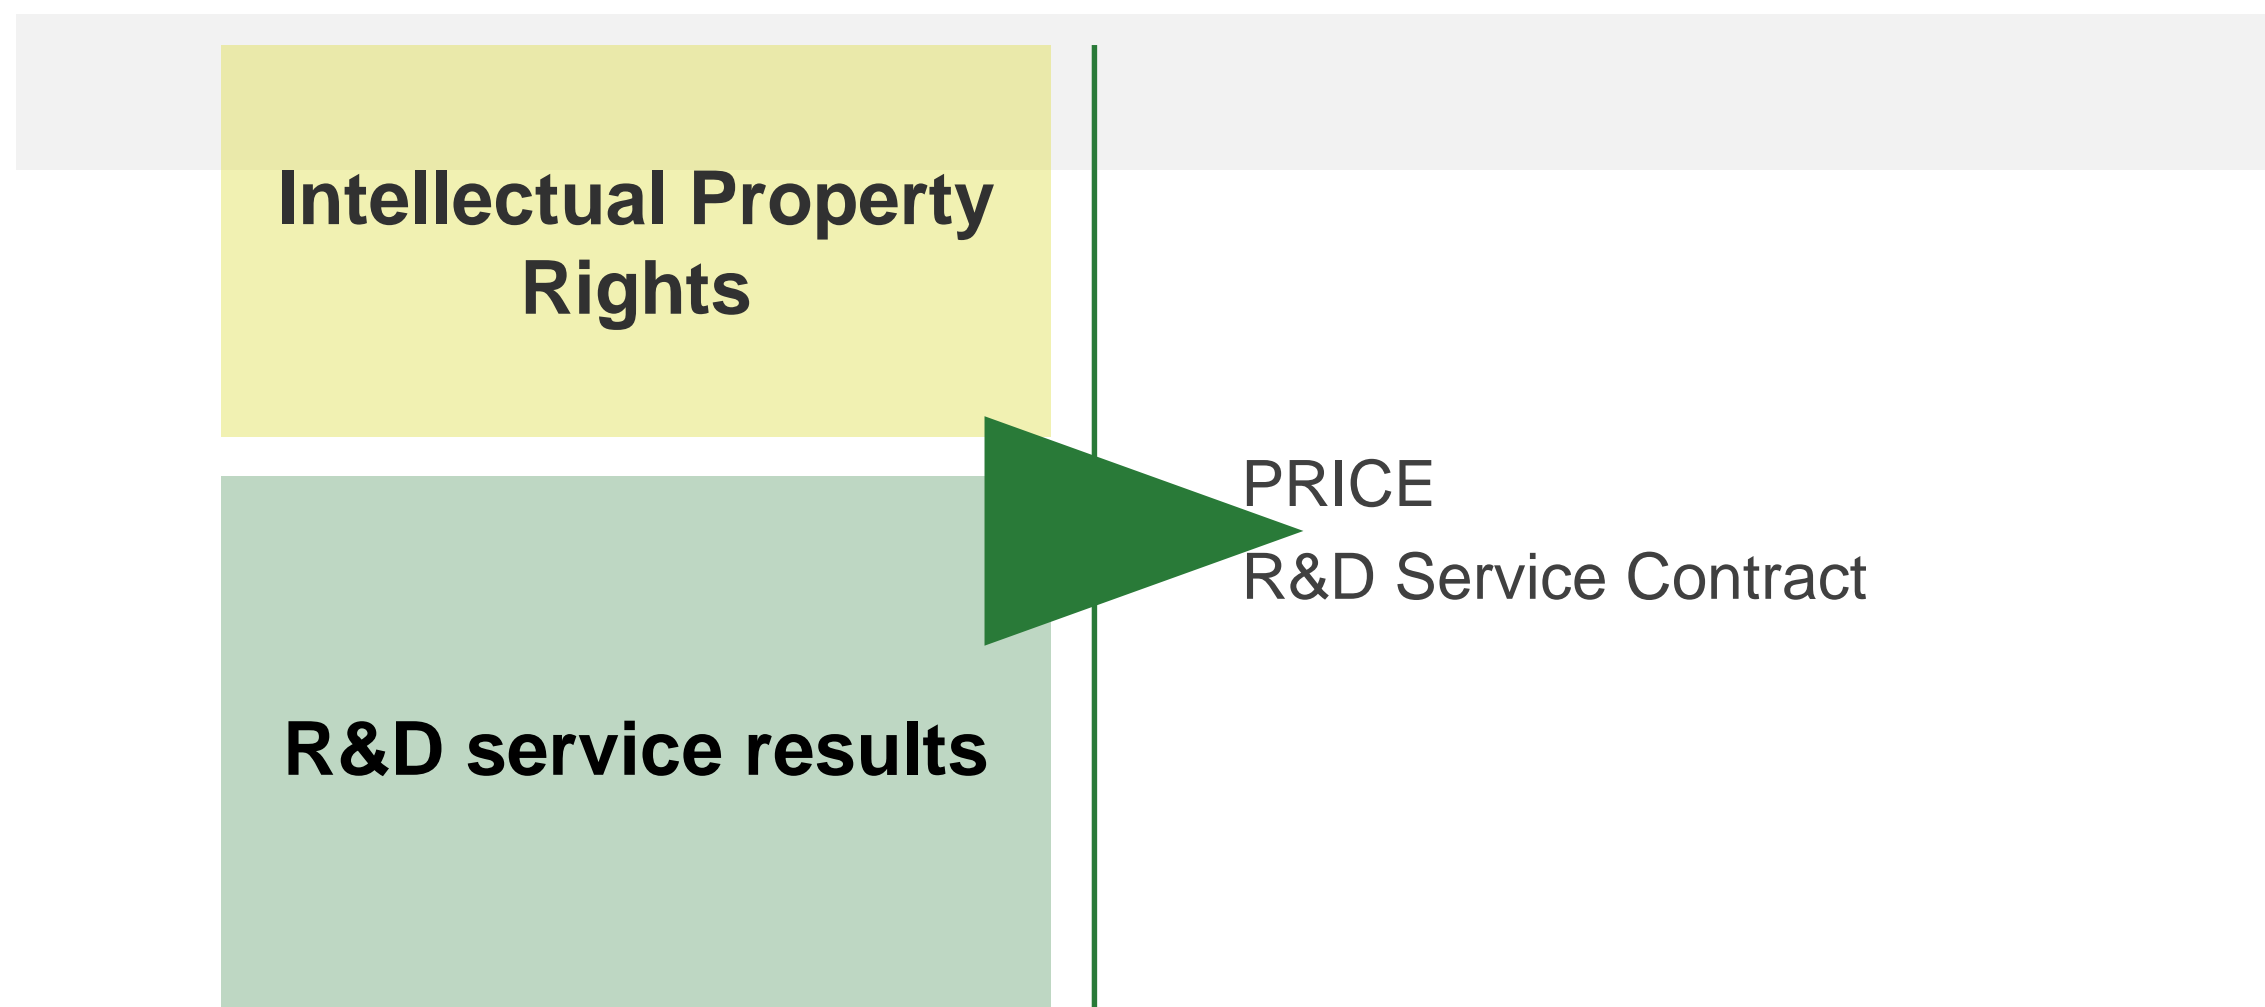 Intellectual Property
Rights
PRICE
R&D Service Contract
R&D service results